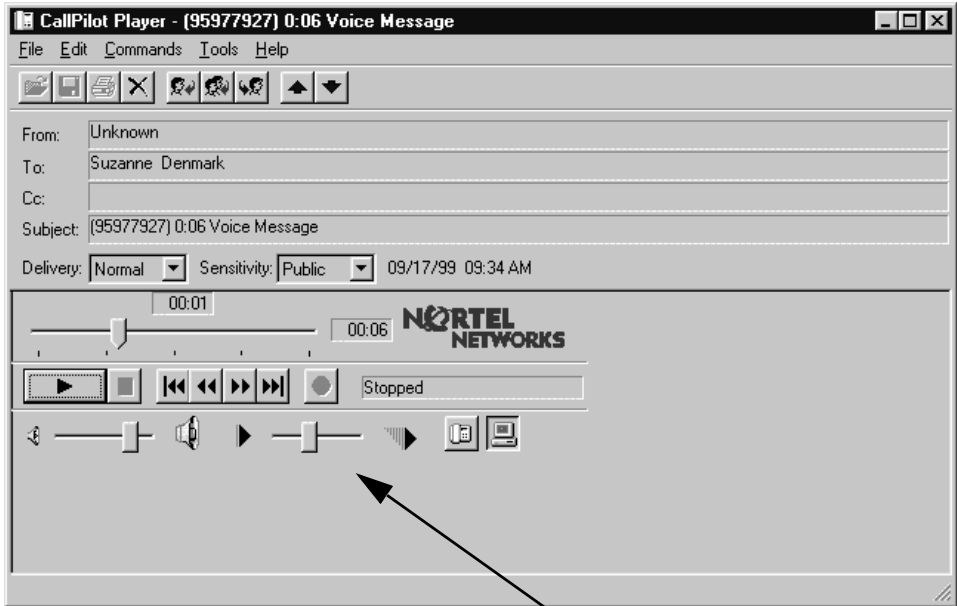 CallPilot Player - (95977927) 0:06 Voice Message
File Edit Commands Tools Help
From: Unknown
To: Suzanne Denmark
Cc:
Subject: (95977927) 0:06 Voice Message
Delivery: Normal Sensitivity: Public 09/17/99 09:34 AM
00:01
00:06
NORTEL
NETWORKS
Stopped